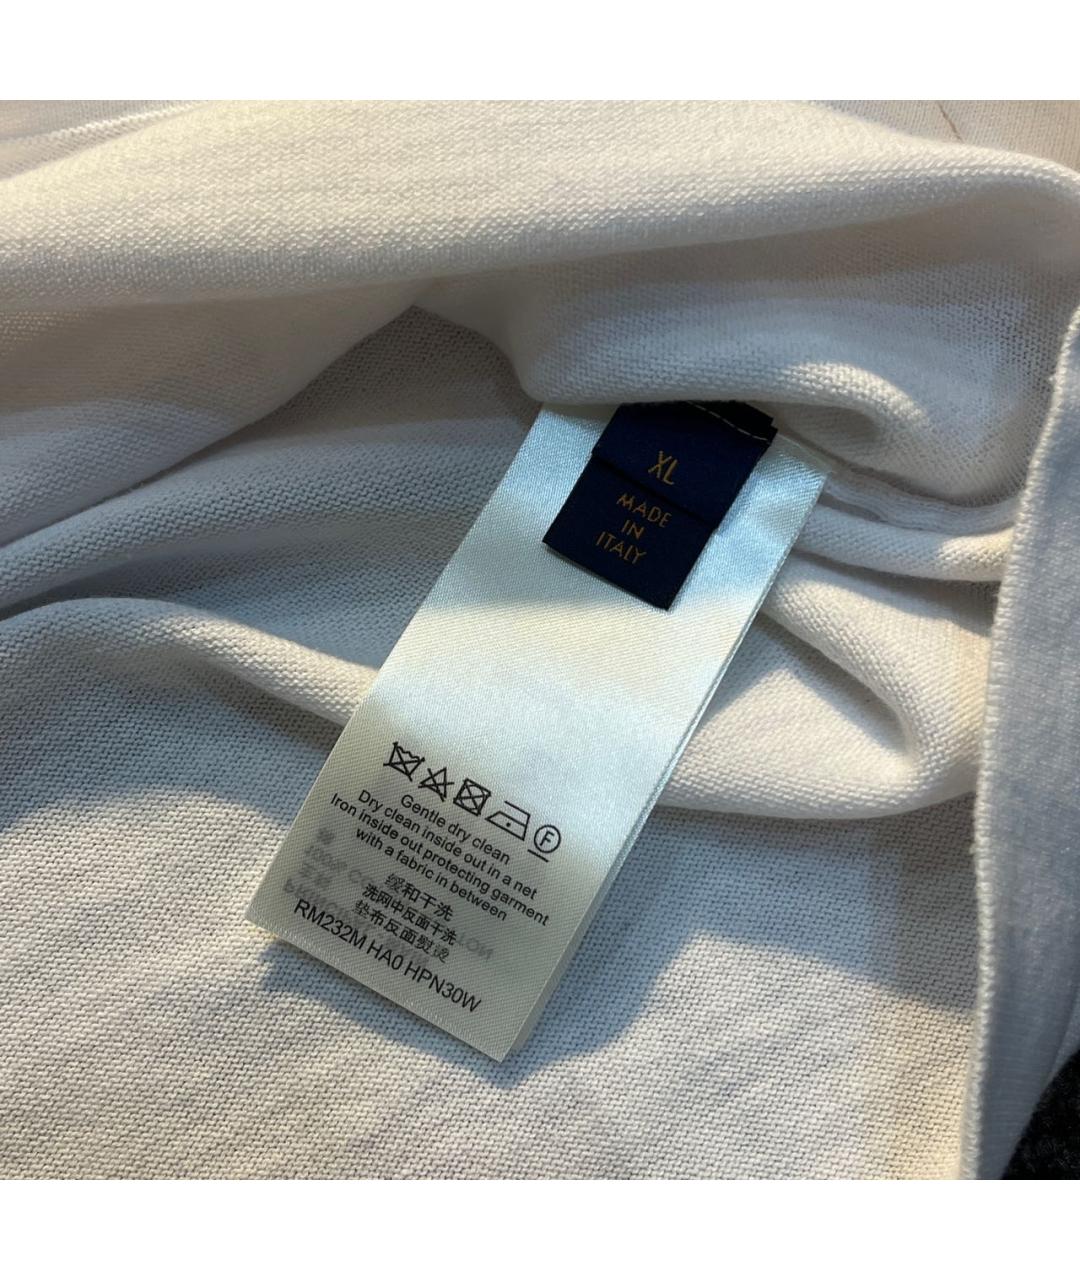 XL
MADE
IN
ITALY
F
Gentle dry clean
Dry clean inside out in a net
Iron inside out protecting garment
with a fabric in between
缓和干洗
洗网中反面干洗
垫布反面熨烫
RM232M HA0 HPN30W